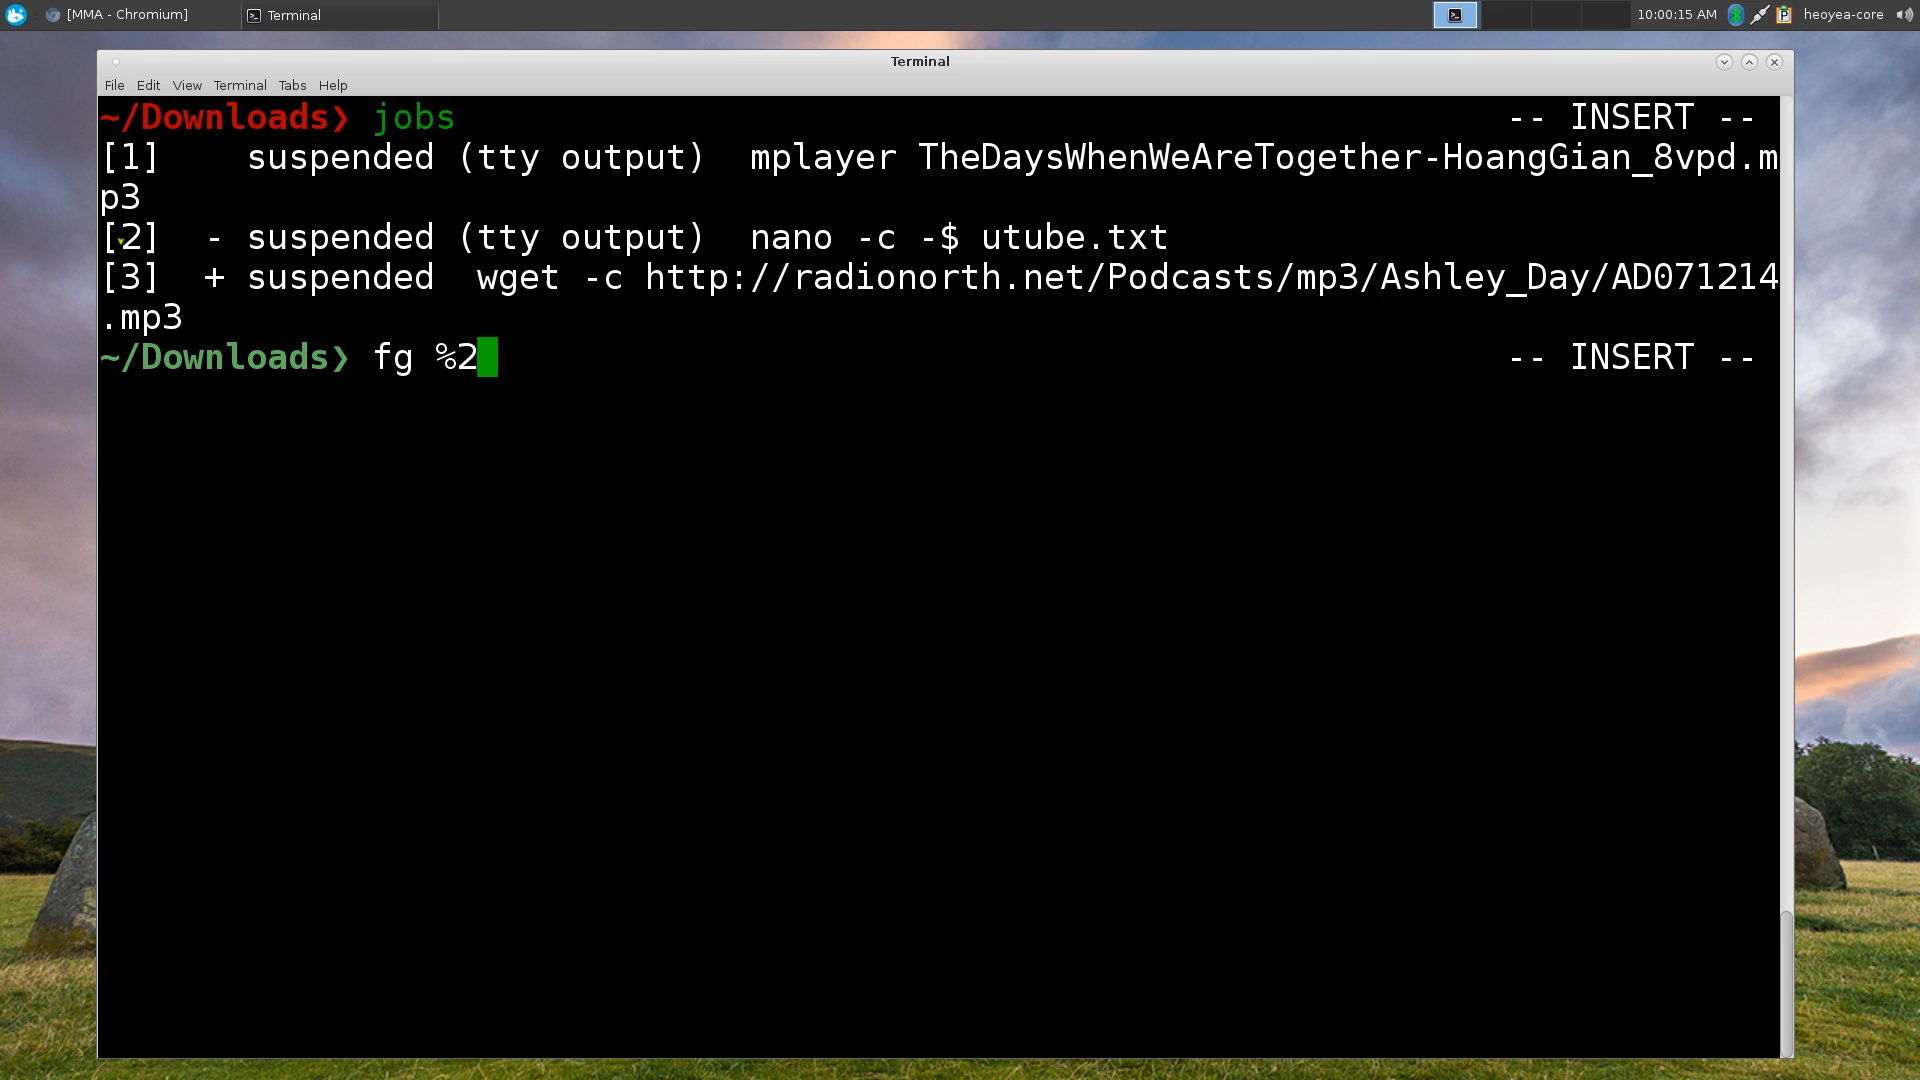 [MMA - Chromium] Terminal 10:00:15 AM heoyea-core
Terminal
File Edit View Terminal Tabs Help
~/Downloads❯ jobs -- INSERT --
[1]    suspended (tty output)  mplayer TheDaysWhenWeAreTogether-HoangGian_8vpd.m
p3
[2]  - suspended (tty output)  nano -c -$ utube.txt
[3]  + suspended  wget -c http://radionorth.net/Podcasts/mp3/Ashley_Day/AD071214
.mp3
~/Downloads❯ fg %2 -- INSERT --